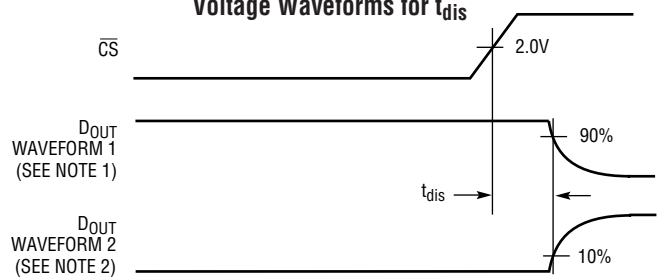 Voltage Waveforms for tdis
CS
2.0V
DOUT
WAVEFORM 1
(SEE NOTE 1)
90%
tdis
DOUT
WAVEFORM 2
(SEE NOTE 2)
10%